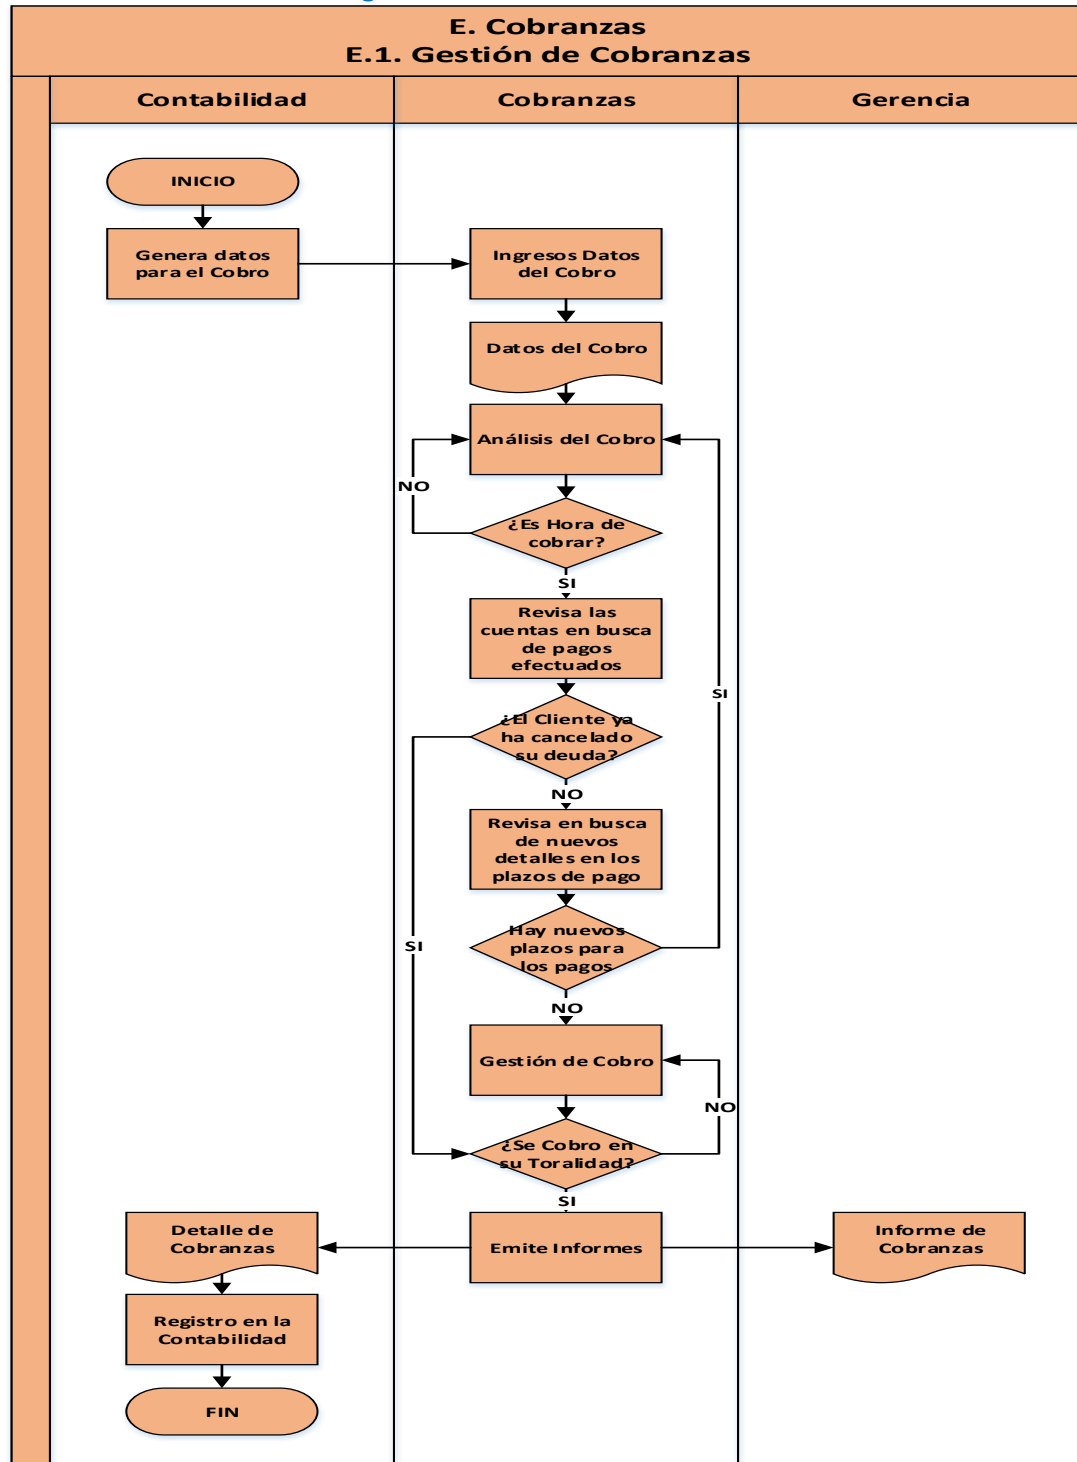 E. Cobranzas
E.1. Gestión de Cobranzas
Contabilidad
Cobranzas
Gerencia
INICIO
Genera datos
para el Cobro
Ingresos Datos
del Cobro
Datos del Cobro
Análisis del Cobro
NO
¿Es Hora de
cobrar?
SI
Revisa las
cuentas en busca
de pagos
efectuados
SI
¿El Cliente ya
ha cancelado
su deuda?
NO
Revisa en busca
de nuevos
detalles en los
plazos de pago
SI
Hay nuevos
plazos para
los pagos
NO
Gestión de Cobro
NO
¿Se Cobro en
su Toralidad?
SI
Detalle de
Cobranzas
Emite Informes
Informe de
Cobranzas
Registro en la
Contabilidad
FIN